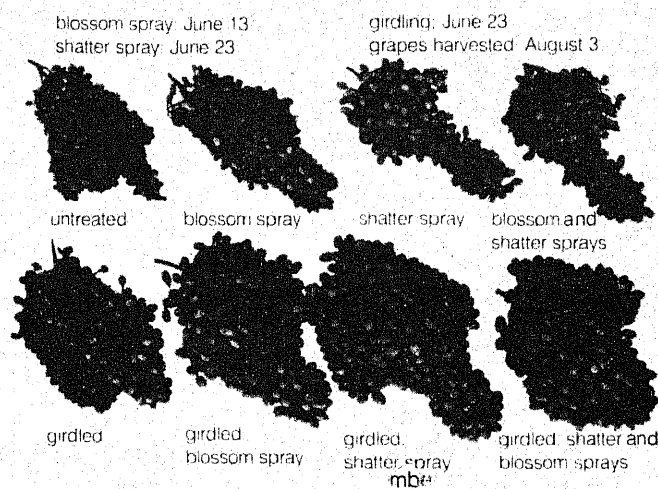 blossom spray: June 13
shatter spray: June 23
girdling: June 23
grapes harvested: August 3
untreated
blossom spray
shatter spray
blossom and
shatter sprays
girdled
girdled,
blossom spray
girdled,
shatter spray
girdled, shatter and
blossom sprays